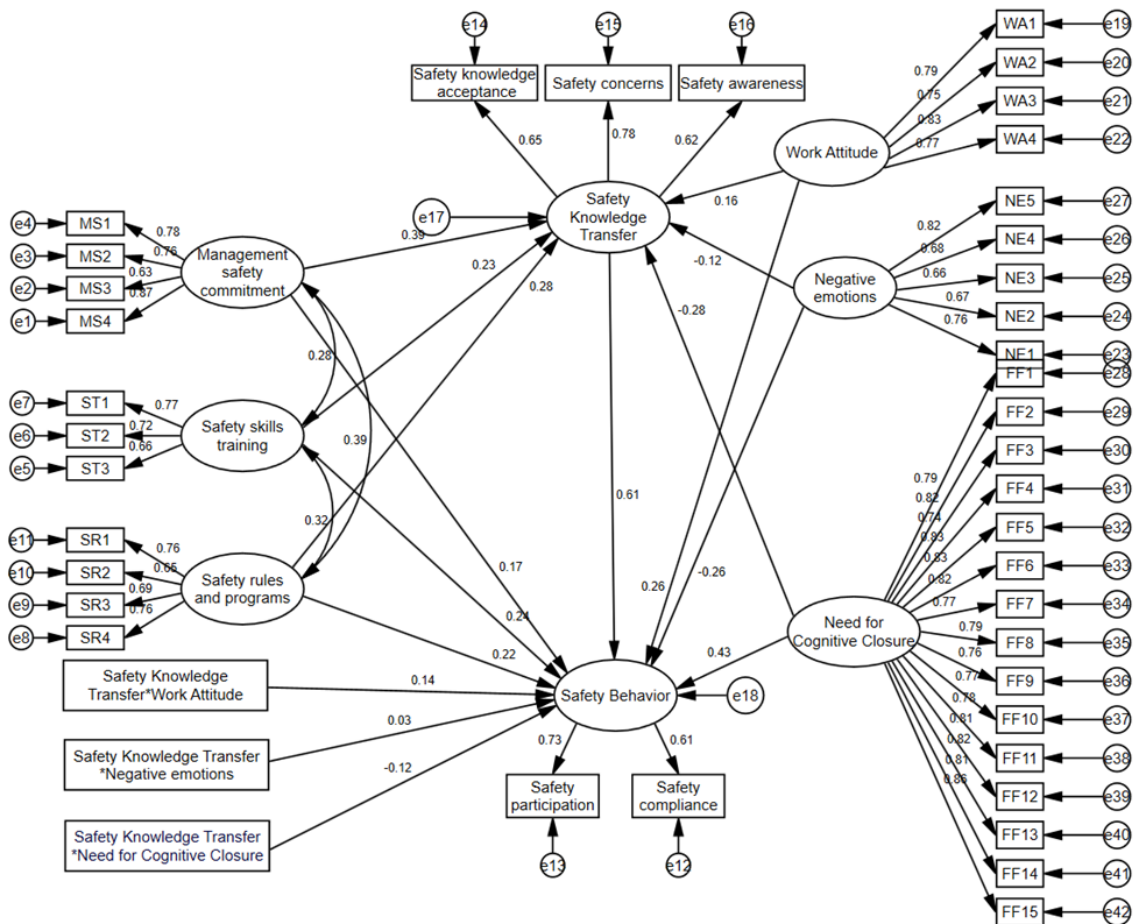 e14
e15
e16
Safety knowledge
acceptance
Safety concerns
Safety awareness
0.65
0.78
0.62
Safety
Knowledge
Transfer
e17
Work Attitude
WA1
e19
WA2
e20
WA3
e21
WA4
e22
0.79
0.75
0.83
0.77
0.16
Negative
emotions
NE5
e27
NE4
e26
NE3
e25
NE2
e24
NE1
e23
0.82
0.68
0.66
0.67
0.76
-0.12
-0.28
e4
MS1
e3
MS2
e2
MS3
e1
MS4
0.78
0.76
0.63
0.87
Management
safety
commitment
0.39
0.23
0.28
0.28
0.39
e7
ST1
e6
ST2
e5
ST3
0.77
0.72
0.66
Safety skills
training
0.32
0.61
e11
SR1
e10
SR2
e9
SR3
e8
SR4
0.76
0.65
0.69
0.76
Safety rules
and programs
0.17
0.24
0.22
0.26
-0.26
0.43
Need for
Cognitive Closure
FF1
e28
FF2
e29
FF3
e30
FF4
e31
FF5
e32
FF6
e33
FF7
e34
FF8
e35
FF9
e36
FF10
e37
FF11
e38
FF12
e39
FF13
e40
FF14
e41
FF15
e42
0.79
0.82
0.74
0.83
0.83
0.82
0.77
0.79
0.76
0.77
0.78
0.81
0.82
0.81
0.86
Safety Knowledge
Transfer*Work Attitude
0.14
Safety Knowledge Transfer
*Negative emotions
0.03
Safety Knowledge Transfer
*Need for Cognitive Closure
-0.12
Safety Behavior
e18
0.73
0.61
Safety
participation
Safety
compliance
e13
e12